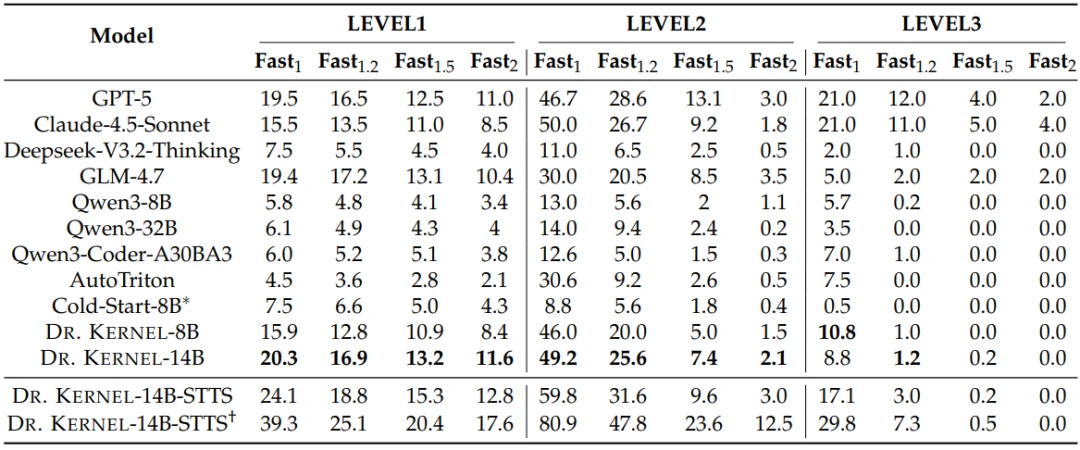 Model LEVEL1 LEVEL2 LEVEL3
Fast1 Fast1.2 Fast1.5 Fast2 Fast1 Fast1.2 Fast1.5 Fast2 Fast1 Fast1.2 Fast1.5 Fast2
GPT-5 19.5 16.5 12.5 11.0 46.7 28.6 13.1 3.0 21.0 12.0 4.0 2.0
Claude-4.5-Sonnet 15.5 13.5 11.0 8.5 50.0 26.7 9.2 1.8 21.0 11.0 5.0 4.0
Deepseek-V3.2-Thinking 7.5 5.5 4.5 4.0 11.0 6.5 2.5 0.5 2.0 1.0 0.0 0.0
GLM-4.7 19.4 17.2 13.1 10.4 30.0 20.5 8.5 3.5 5.0 2.0 2.0 2.0
Qwen3-8B 5.8 4.8 4.1 3.4 13.0 5.6 2 1.1 5.7 0.2 0.0 0.0
Qwen3-32B 6.1 4.9 4.3 4 14.0 9.4 2.4 0.2 3.5 0.0 0.0 0.0
Qwen3-Coder-A30BA3 6.0 5.2 5.1 3.8 12.6 5.0 1.5 0.3 7.0 1.0 0.0 0.0
AutoTriton 4.5 3.6 2.8 2.1 30.6 9.2 2.6 0.5 7.5 0.0 0.0 0.0
Cold-Start-8B* 7.5 6.6 5.0 4.3 8.8 5.6 1.8 0.4 0.5 0.0 0.0 0.0
DR. KERNEL-8B 15.9 12.8 10.9 8.4 46.0 20.0 5.0 1.5 10.8 1.0 0.0 0.0
DR. KERNEL-14B 20.3 16.9 13.2 11.6 49.2 25.6 7.4 2.1 8.8 1.2 0.2 0.0
DR. KERNEL-14B-STTS 24.1 18.8 15.3 12.8 59.8 31.6 9.6 3.0 17.1 3.0 0.2 0.0
DR. KERNEL-14B-STTS† 39.3 25.1 20.4 17.6 80.9 47.8 23.6 12.5 29.8 7.3 0.5 0.0